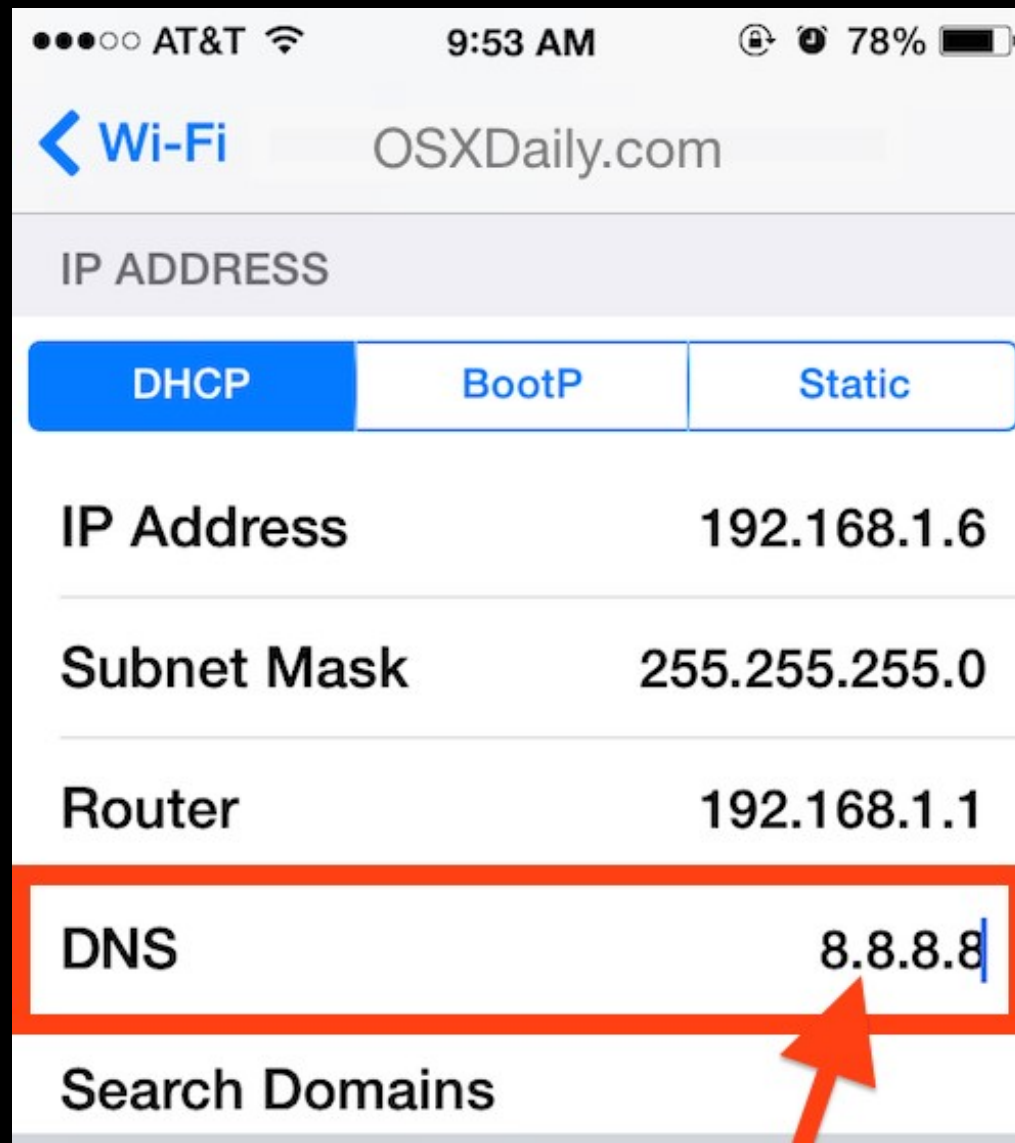 AT&T 9:53 AM 78%
Wi-Fi OSXDaily.com
IP ADDRESS
DHCP BootP Static
IP Address 192.168.1.6
Subnet Mask 255.255.255.0
Router 192.168.1.1
DNS 8.8.8.8
Search Domains